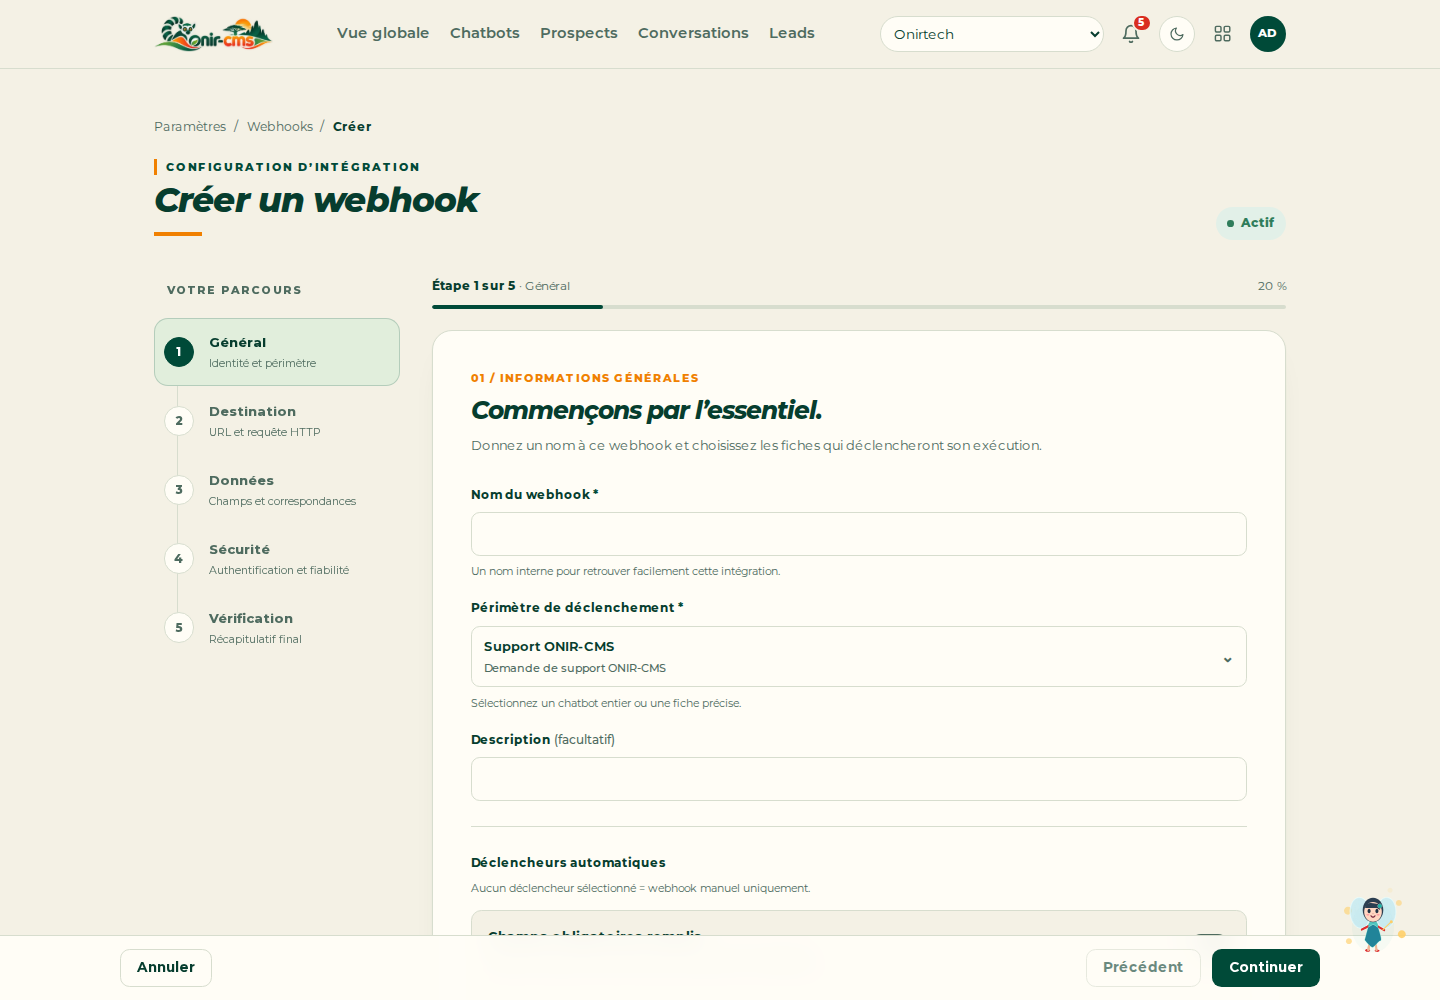 Onir-cms
Vue globale
Chatbots
Prospects
Conversations
Leads
Onirtech
5
AD
Paramètres / Webhooks / Créer
CONFIGURATION D’INTÉGRATION
Créer un webhook
Actif
VOTRE PARCOURS
1
Général
Identité et périmètre
2
Destination
URL et requête HTTP
3
Données
Champs et correspondances
4
Sécurité
Authentification et fiabilité
5
Vérification
Récapitulatif final
Étape 1 sur 5 · Général
20 %
01 / INFORMATIONS GÉNÉRALES
Commençons par l’essentiel.
Donnez un nom à ce webhook et choisissez les fiches qui déclencheront son exécution.
Nom du webhook *
Un nom interne pour retrouver facilement cette intégration.
Périmètre de déclenchement *
Support ONIR-CMS
Demande de support ONIR-CMS
Sélectionnez un chatbot entier ou une fiche précise.
Description (facultatif)
Déclencheurs automatiques
Aucun déclencheur sélectionné = webhook manuel uniquement.
Champs obligatoires remplis
Annuler
Précédent
Continuer